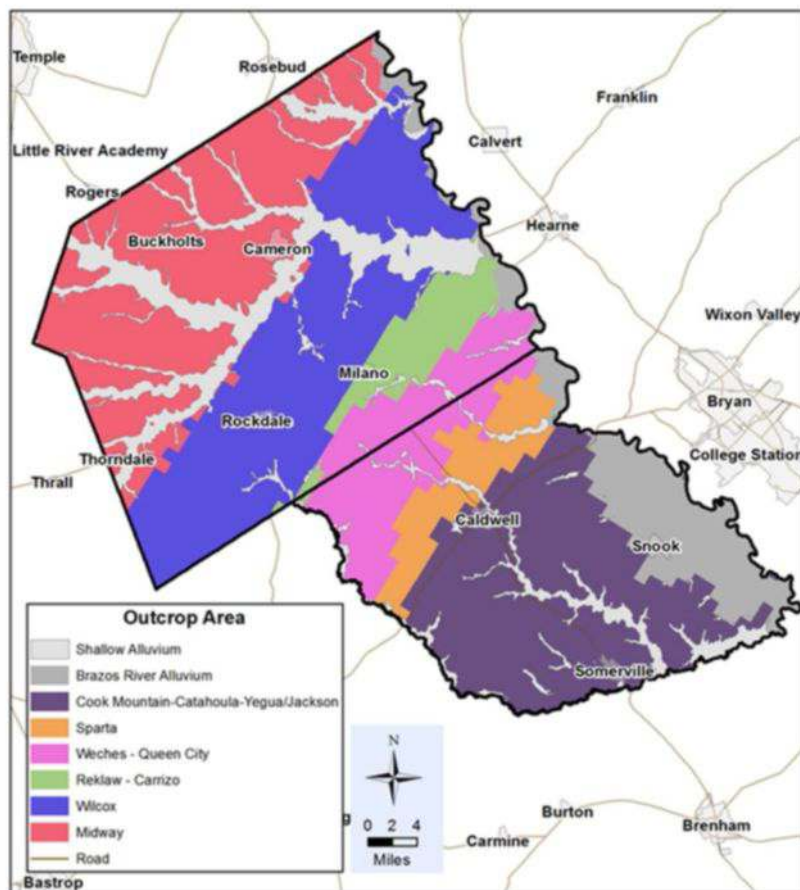 Temple
Rosebud
Franklin
Calvert
Little River Academy
Rogers
Hearne
Buckholts
Cameron
Wixon Valley
Milano
Bryan
Rockdale
College Station
Thorndale
Thrall
Caldwell
Snook
Somerville
Outcrop Area
Shallow Alluvium
Brazos River Alluvium
Cook Mountain-Catahoula-Yegua/Jackson
Sparta
Weches - Queen City
Reklaw - Carrizo
Wilcox
Midway
Road
N
0 2 4
Miles
g
Burton
Carmine
Brenham
Bastrop